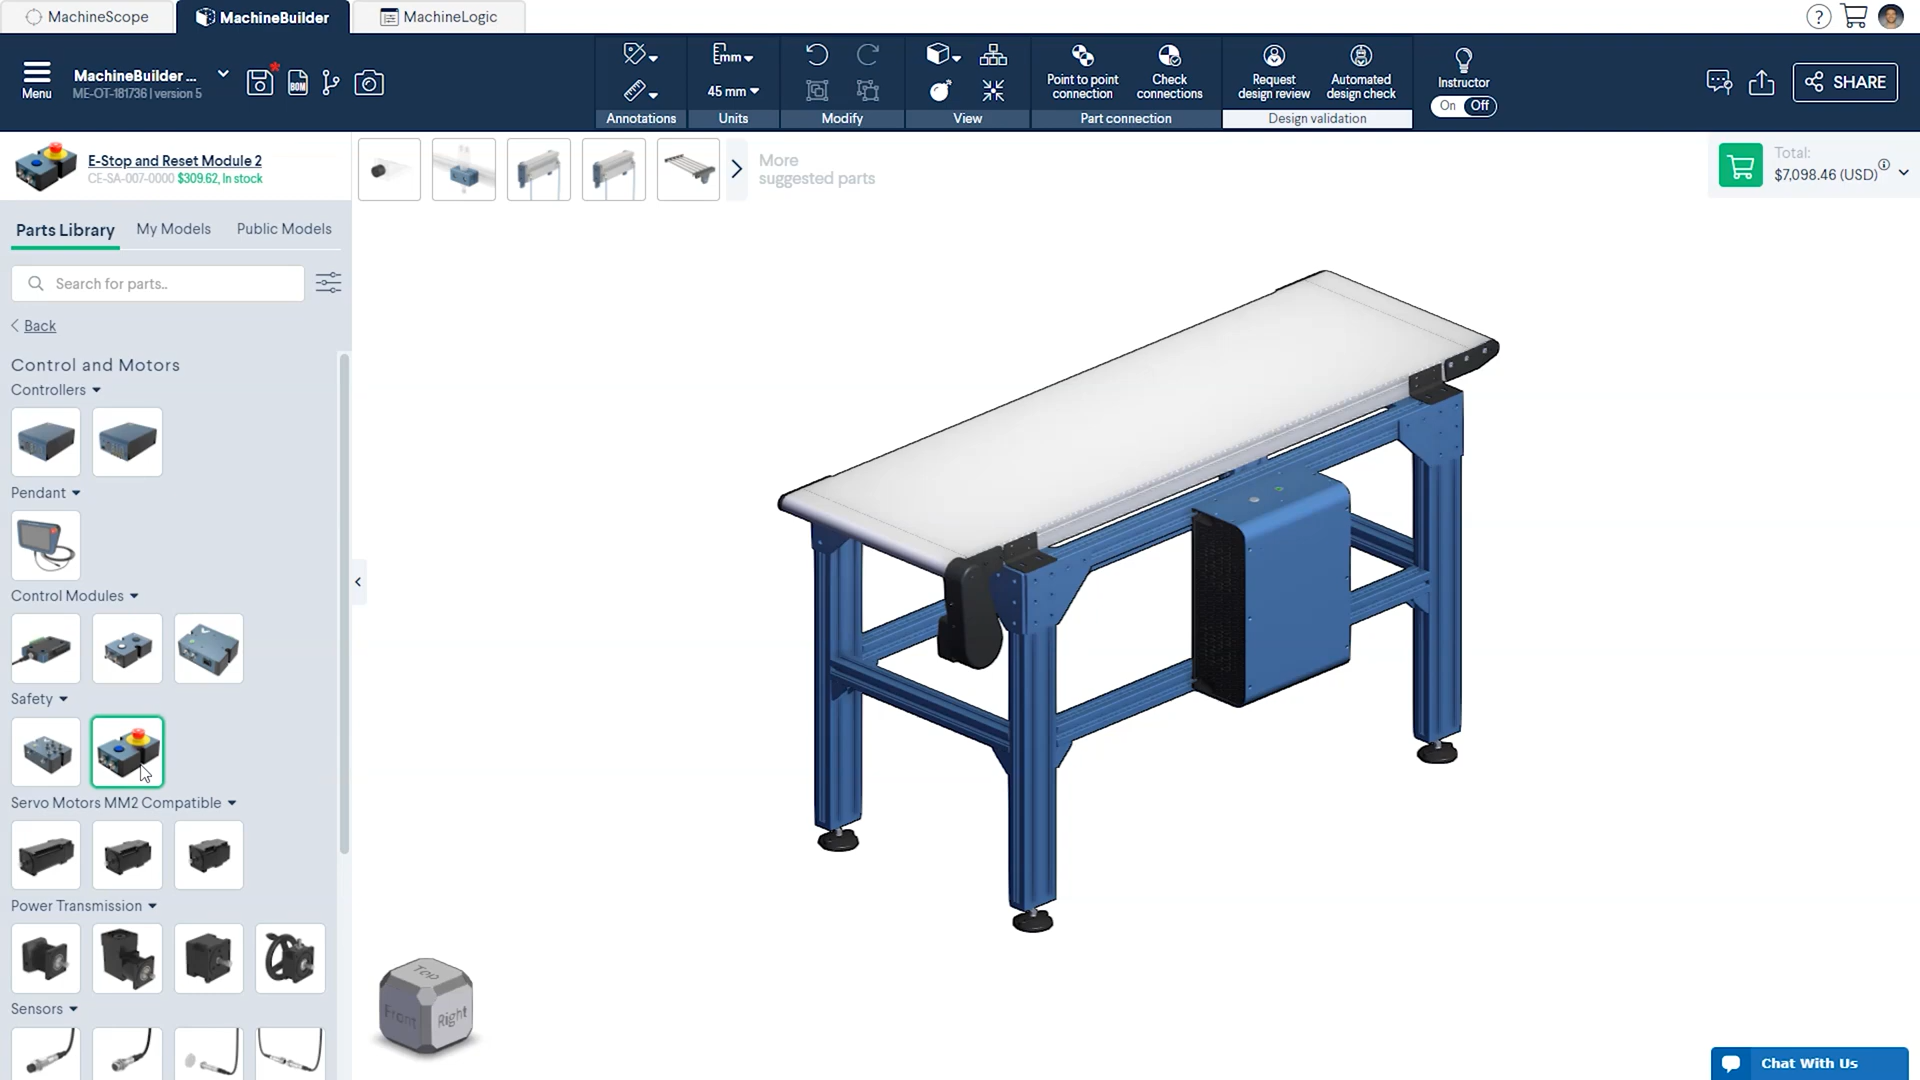 MachineScope
MachineBuilder
MachineLogic
?
Menu
MachineBuilder ...
ME-OT-181736 | version 5
BOM
mm
45 mm
Annotations
Units
Modify
View
Point to point
connection
Check
connections
Part connection
Request
design review
Automated
design check
Design validation
Instructor
On Off
SHARE
E-Stop and Reset Module 2
CE-SA-007-0000 $309.62, In stock
More
suggested parts
Total:
$7,098.46 (USD)
Parts Library
My Models
Public Models
Search for parts..
Back
Control and Motors
Controllers
Pendant
Control Modules
Safety
Servo Motors MM2 Compatible
Power Transmission
Sensors
Top
Front
Right
Chat With Us